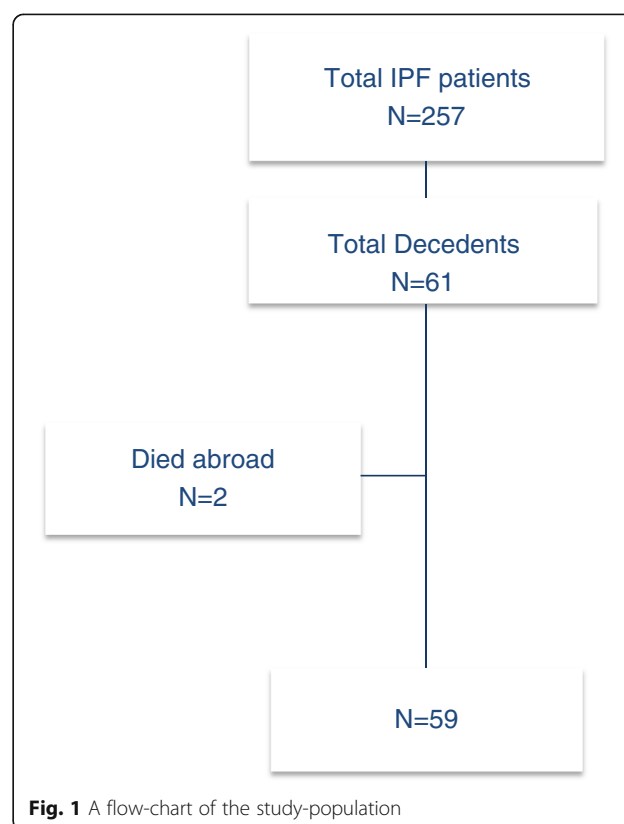 Total IPF patients
N=257
Total Decedents
N=61
Died abroad
N=2
N=59
Fig. 1 A flow-chart of the study-population